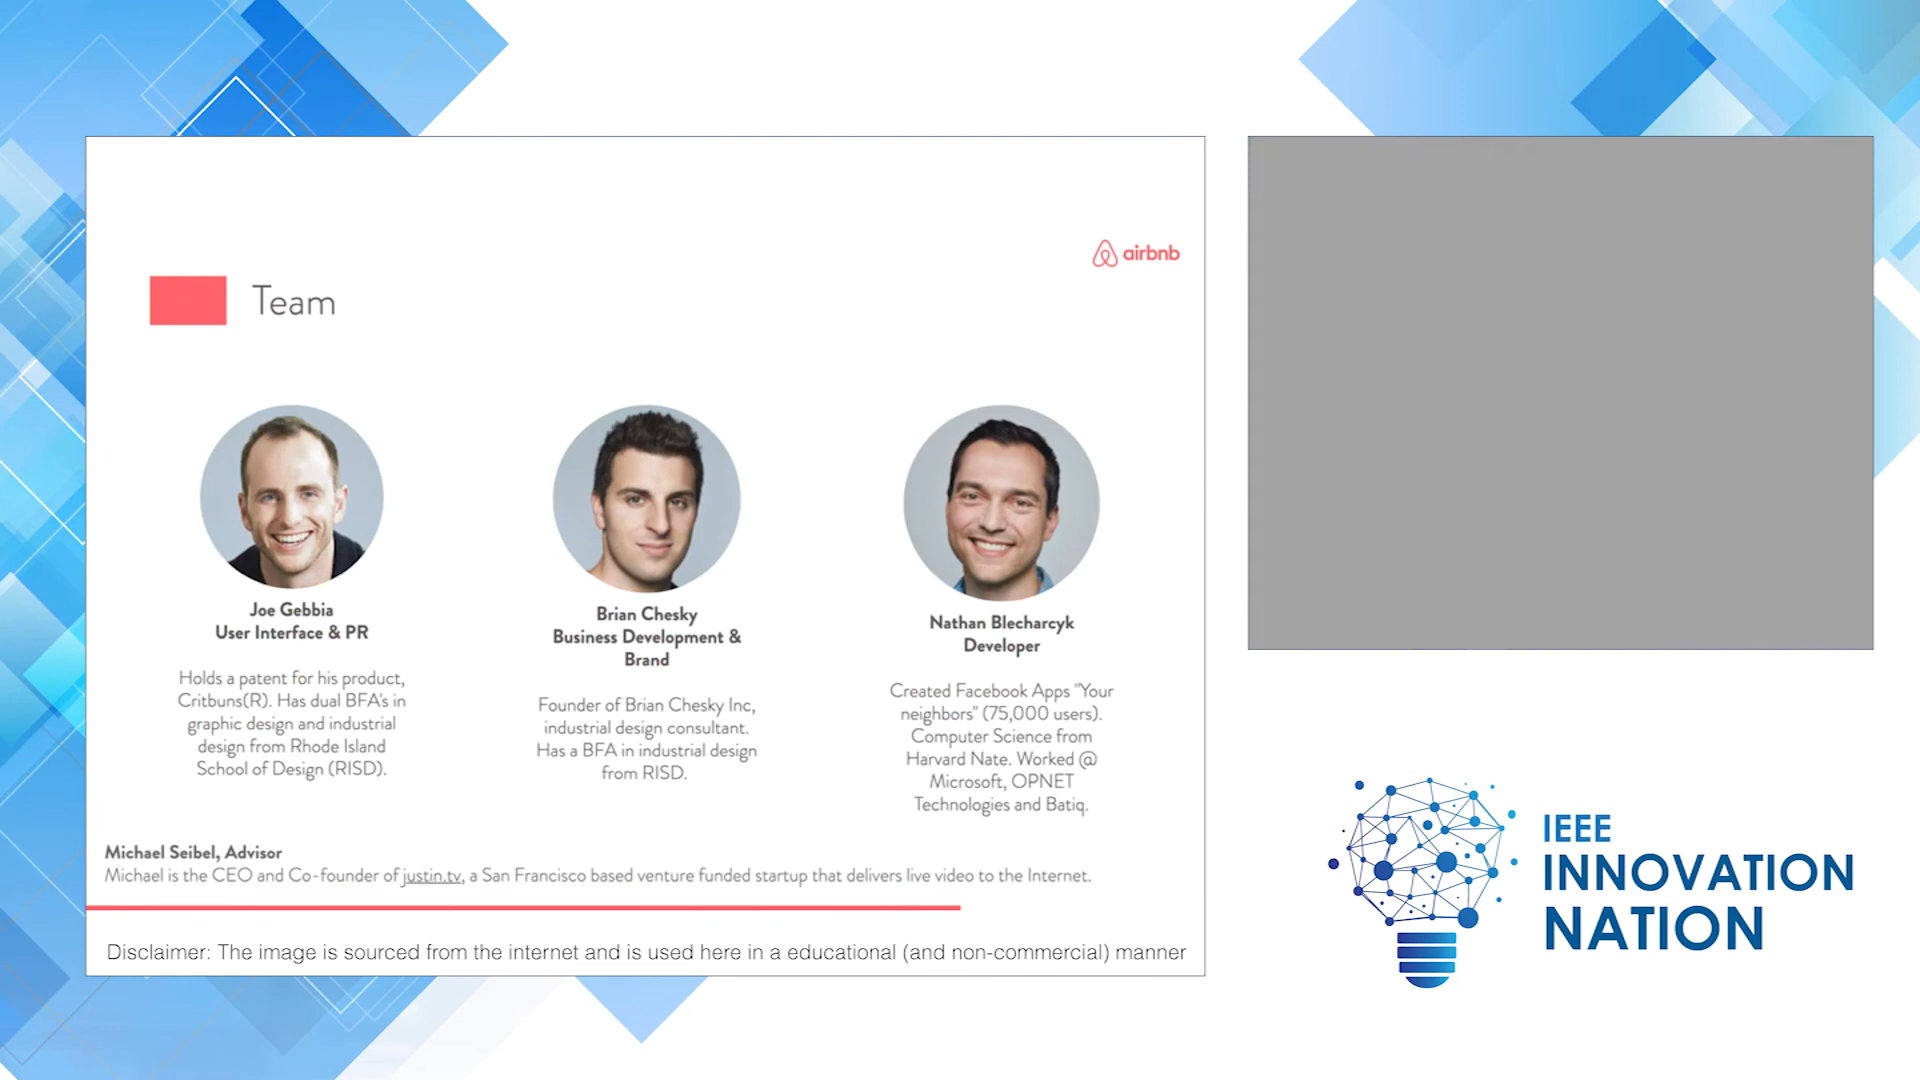 airbnb
Team
Joe Gebbia
User Interface & PR
Holds a patent for his product,
Critbuns(R). Has dual BFA's in
graphic design and industrial
design from Rhode Island
School of Design (RISD).
Brian Chesky
Business Development &
Brand
Founder of Brian Chesky Inc,
industrial design consultant.
Has a BFA in industrial design
from RISD.
Nathan Blecharcyk
Developer
Created Facebook Apps "Your
neighbors" (75,000 users).
Computer Science from
Harvard Nate. Worked @
Microsoft, OPNET
Technologies and Batiq.
Michael Seibel, Advisor
Michael is the CEO and Co-founder of justin.tv, a San Francisco based venture funded startup that delivers live video to the Internet.
Disclaimer: The image is sourced from the internet and is used here in a educational (and non-commercial) manner
IEEE
INNOVATION
NATION